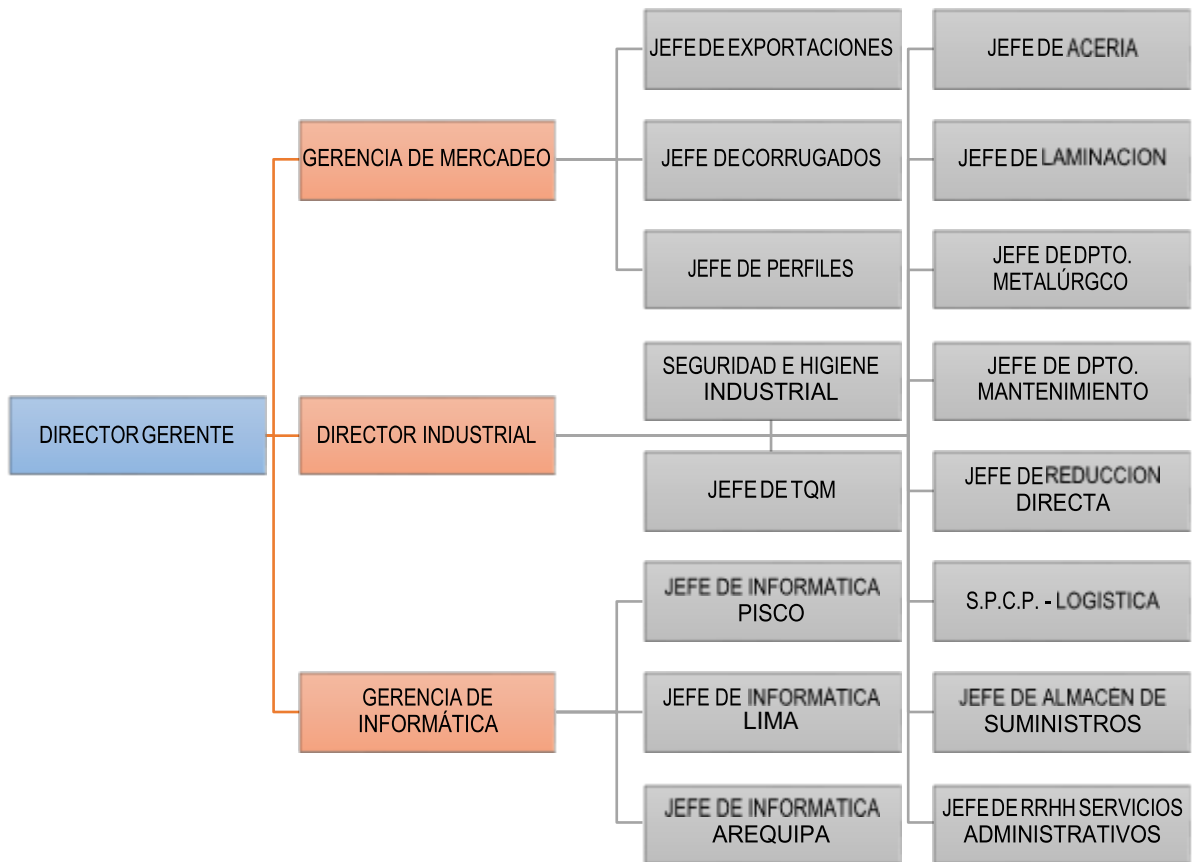 DIRECTOR GERENTE
GERENCIA DE MERCADEO
DIRECTOR INDUSTRIAL
GERENCIA DE
INFORMÁTICA
JEFE DE EXPORTACIONES
JEFE DE CORRUGADOS
JEFE DE PERFILES
SEGURIDAD E HIGIENE
INDUSTRIAL
JEFE DE TQM
JEFE DE INFORMATICA
PISCO
JEFE DE INFORMATICA
LIMA
JEFE DE INFORMATICA
AREQUIPA
JEFE DE ACERIA
JEFE DE LAMINACION
JEFE DE DPTO.
METALÚRGCO
JEFE DE DPTO.
MANTENIMIENTO
JEFE DE REDUCCION
DIRECTA
S.P.C.P. - LOGISTICA
JEFE DE ALMACÉN DE
SUMINISTROS
JEFE DE RRHH SERVICIOS
ADMINISTRATIVOS